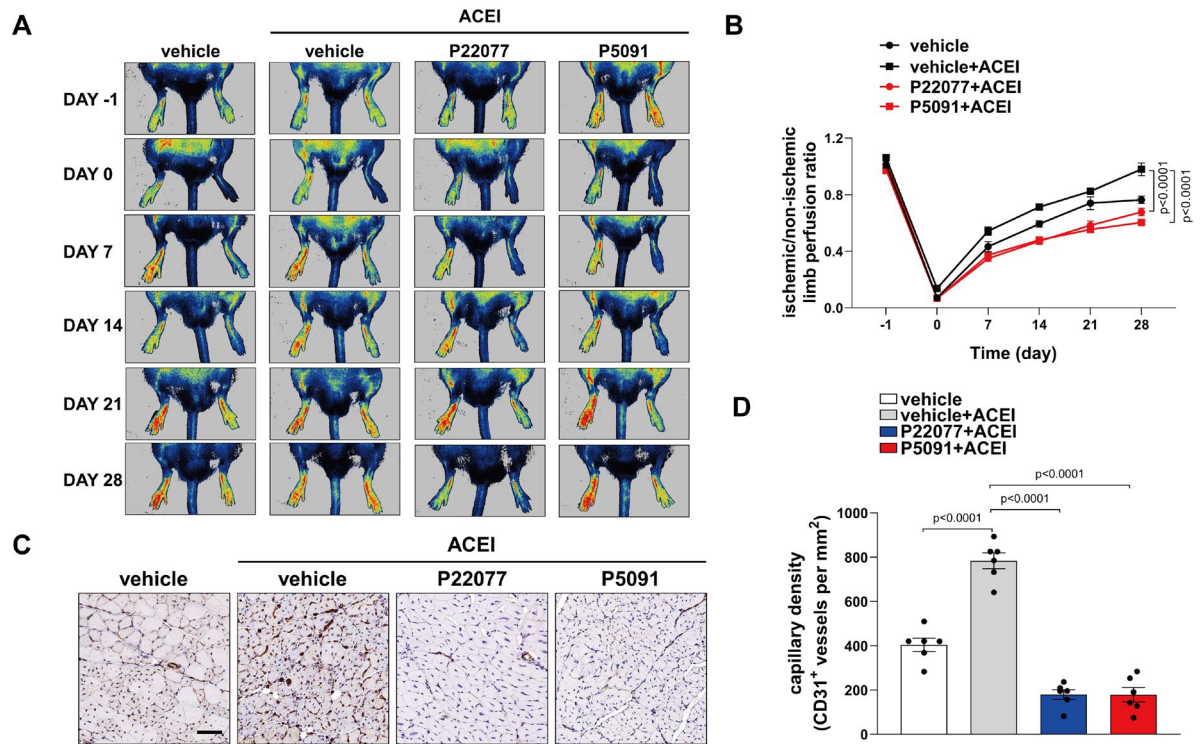 A
ACEI
vehicle vehicle P22077 P5091
DAY -1
DAY 0
DAY 7
DAY 14
DAY 21
DAY 28
B
vehicle
vehicle+ACEI
P22077+ACEI
P5091+ACEI
ischemic/non-ischemic
limb perfusion ratio
1.2
0.8
0.4
0.0
-1 0 7 14 21 28
Time (day)
p<0.0001
p<0.0001
C
ACEI
vehicle vehicle P22077 P5091
D
vehicle
vehicle+ACEI
P22077+ACEI
P5091+ACEI
capillary density
(CD31⁺ vessels per mm²)
1000
800
600
400
200
0
p<0.0001
p<0.0001
p<0.0001